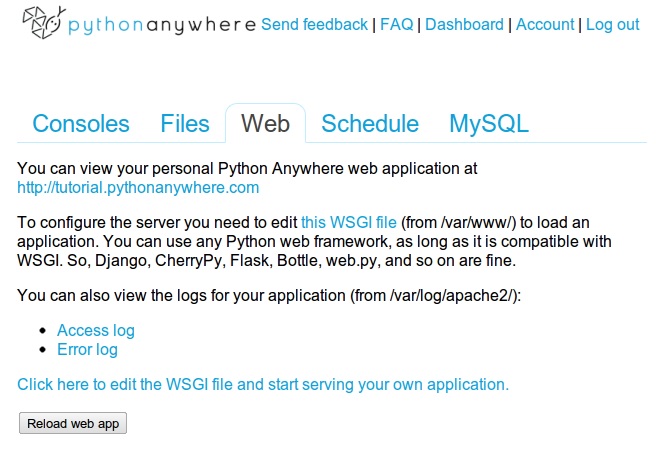 pythonanywhere Send feedback | FAQ | Dashboard | Account | Log out
Consoles Files Web Schedule MySQL
You can view your personal Python Anywhere web application at
http://tutorial.pythonanywhere.com
To configure the server you need to edit this WSGI file (from /var/www/) to load an
application. You can use any Python web framework, as long as it is compatible with
WSGI. So, Django, CherryPy, Flask, Bottle, web.py, and so on are fine.
You can also view the logs for your application (from /var/log/apache2/):
• Access log
• Error log
Click here to edit the WSGI file and start serving your own application.
Reload web app